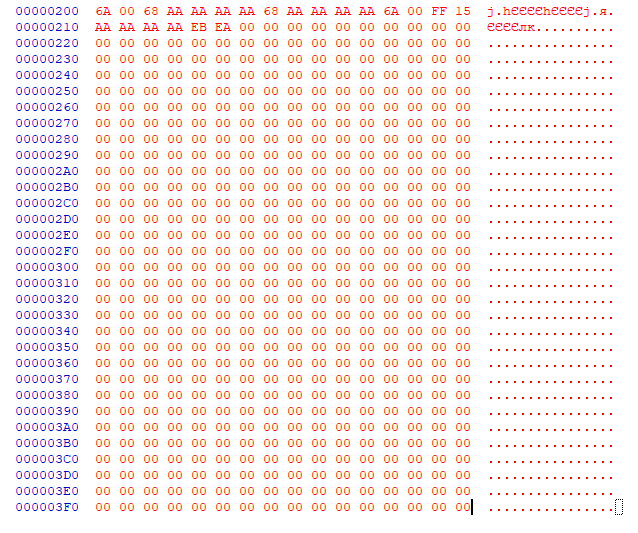 00000200 6A 00 68 AA AA AA AA 68 AA AA AA AA 6A 00 FF 15 j.hЄЄЄЄhЄЄЄЄj.я.
00000210 AA AA AA AA EB EA 00 00 00 00 00 00 00 00 00 00 ЄЄЄЄлк..........
00000220 00 00 00 00 00 00 00 00 00 00 00 00 00 00 00 00 ................
00000230 00 00 00 00 00 00 00 00 00 00 00 00 00 00 00 00 ................
00000240 00 00 00 00 00 00 00 00 00 00 00 00 00 00 00 00 ................
00000250 00 00 00 00 00 00 00 00 00 00 00 00 00 00 00 00 ................
00000260 00 00 00 00 00 00 00 00 00 00 00 00 00 00 00 00 ................
00000270 00 00 00 00 00 00 00 00 00 00 00 00 00 00 00 00 ................
00000280 00 00 00 00 00 00 00 00 00 00 00 00 00 00 00 00 ................
00000290 00 00 00 00 00 00 00 00 00 00 00 00 00 00 00 00 ................
000002A0 00 00 00 00 00 00 00 00 00 00 00 00 00 00 00 00 ................
000002B0 00 00 00 00 00 00 00 00 00 00 00 00 00 00 00 00 ................
000002C0 00 00 00 00 00 00 00 00 00 00 00 00 00 00 00 00 ................
000002D0 00 00 00 00 00 00 00 00 00 00 00 00 00 00 00 00 ................
000002E0 00 00 00 00 00 00 00 00 00 00 00 00 00 00 00 00 ................
000002F0 00 00 00 00 00 00 00 00 00 00 00 00 00 00 00 00 ................
00000300 00 00 00 00 00 00 00 00 00 00 00 00 00 00 00 00 ................
00000310 00 00 00 00 00 00 00 00 00 00 00 00 00 00 00 00 ................
00000320 00 00 00 00 00 00 00 00 00 00 00 00 00 00 00 00 ................
00000330 00 00 00 00 00 00 00 00 00 00 00 00 00 00 00 00 ................
00000340 00 00 00 00 00 00 00 00 00 00 00 00 00 00 00 00 ................
00000350 00 00 00 00 00 00 00 00 00 00 00 00 00 00 00 00 ................
00000360 00 00 00 00 00 00 00 00 00 00 00 00 00 00 00 00 ................
00000370 00 00 00 00 00 00 00 00 00 00 00 00 00 00 00 00 ................
00000380 00 00 00 00 00 00 00 00 00 00 00 00 00 00 00 00 ................
00000390 00 00 00 00 00 00 00 00 00 00 00 00 00 00 00 00 ................
000003A0 00 00 00 00 00 00 00 00 00 00 00 00 00 00 00 00 ................
000003B0 00 00 00 00 00 00 00 00 00 00 00 00 00 00 00 00 ................
000003C0 00 00 00 00 00 00 00 00 00 00 00 00 00 00 00 00 ................
000003D0 00 00 00 00 00 00 00 00 00 00 00 00 00 00 00 00 ................
000003E0 00 00 00 00 00 00 00 00 00 00 00 00 00 00 00 00 ................
000003F0 00 00 00 00 00 00 00 00 00 00 00 00 00 00 00 00 ................